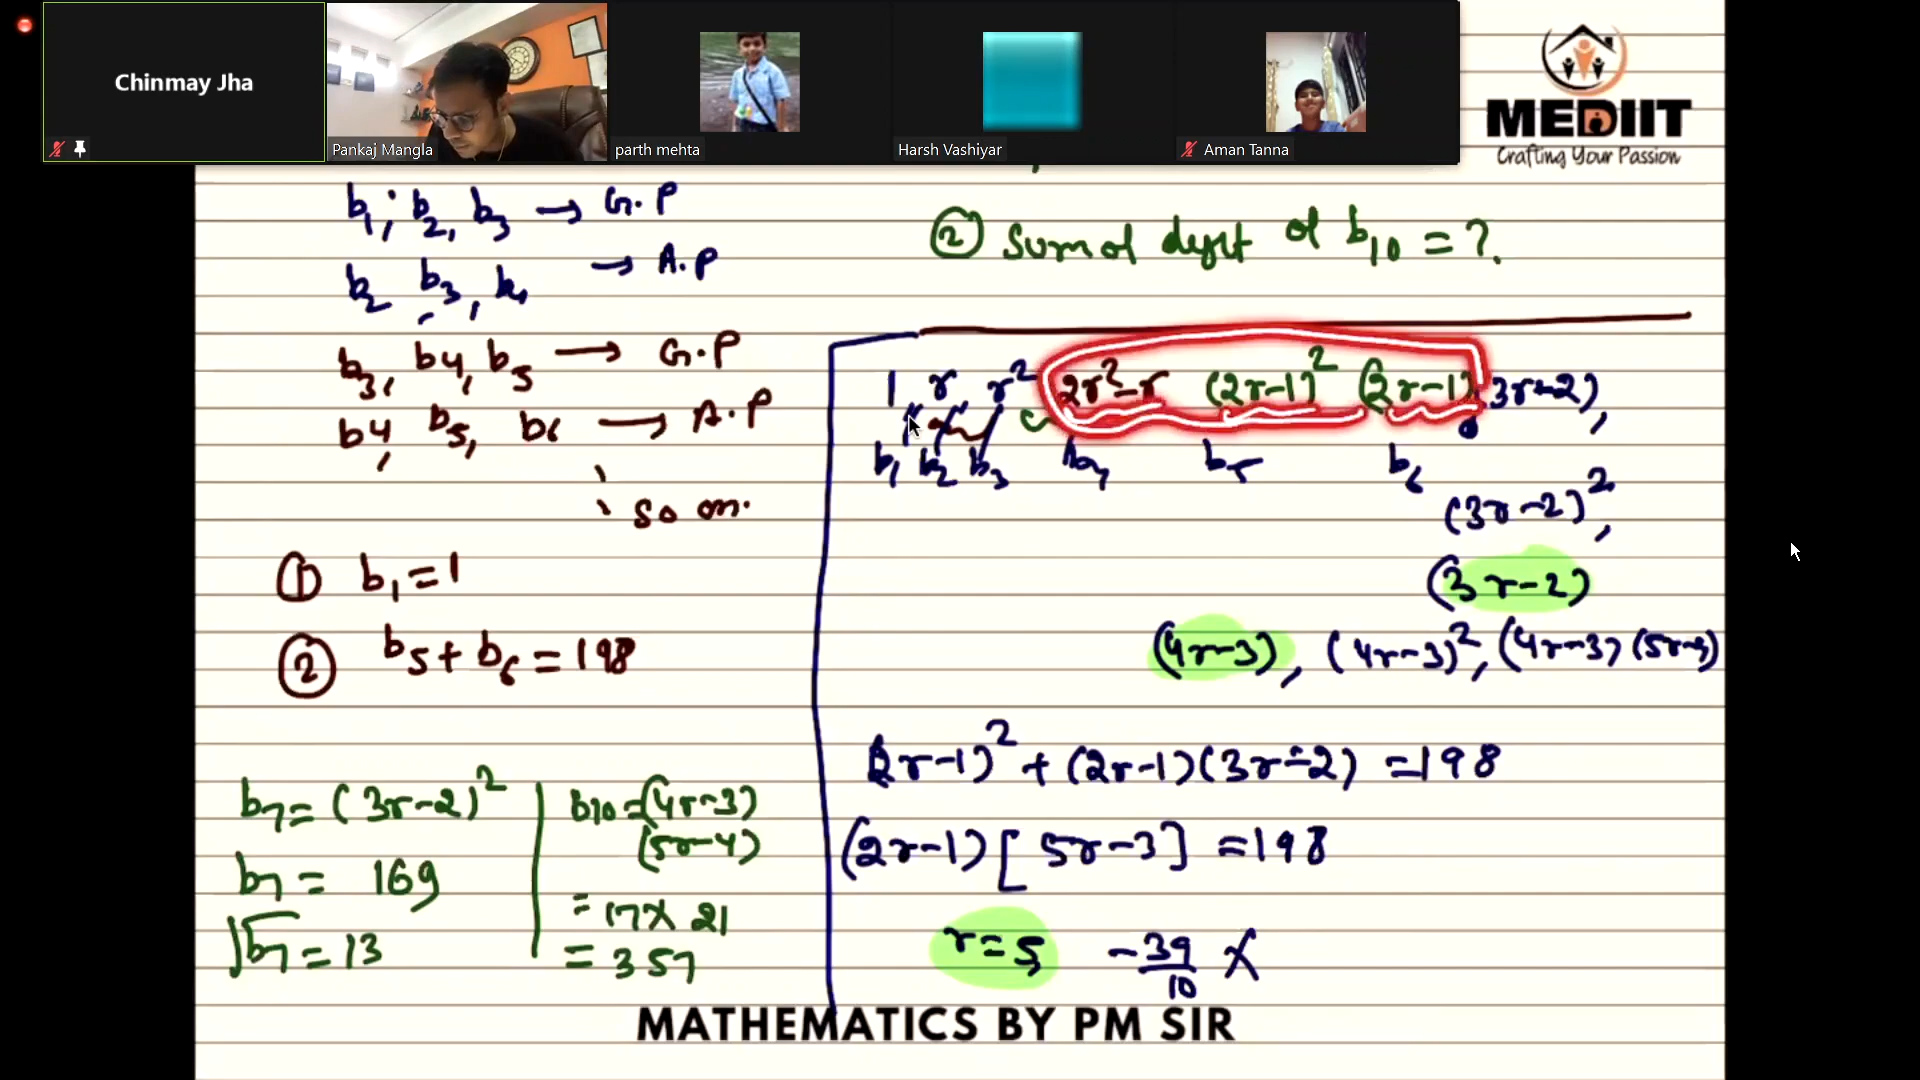 Chinmay Jha
Pankaj Mangla
parth mehta
Harsh Vashiyar
Aman Tanna
MEDIIT
Crafting Your Passion
b1, b2, b3 → G.P
b2 b3, b4 → A.P
b3, b4, b5 → G.P
b4, b5, b6 → A.P
so on.
① b1 = 1
② b5 + b6 = 198
b7 = (3r-2)²
b7 = 169
√b7 = 13
b10 = (4r-3)
(5r-4)
= 17 x 21
= 357
② Sum of digit of b10 = ?
1 r r² 2r²-r (2r-1)² (2r-1) (3r-2),
b1 b2 b3 b4 b5 b6
(3r-2)²,
(3r-2)
(4r-3), (4r-3)², (4r-3) (5r-4)
(2r-1)² + (2r-1)(3r-2) = 198
(2r-1) [5r-3] = 198
r = 5 -39/10 X
MATHEMATICS BY PM SIR